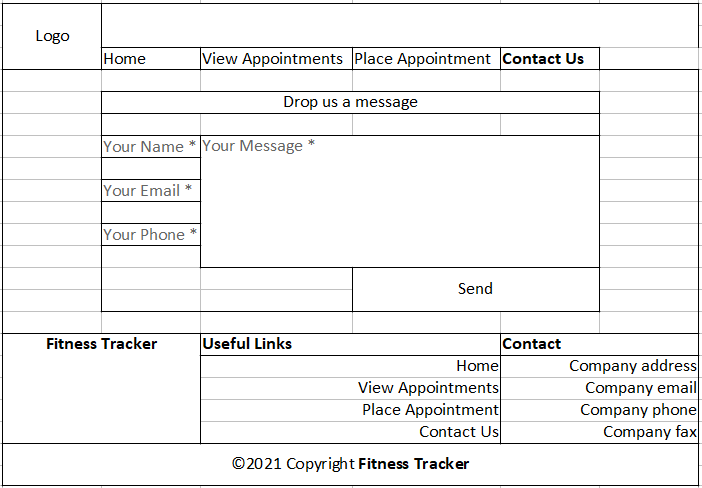 Logo
Home View Appointments Place Appointment Contact Us
Drop us a message
Your Name * Your Message *
Your Email *
Your Phone *
Send
Fitness Tracker Useful Links Contact
Home Company address
View Appointments Company email
Place Appointment Company phone
Contact Us Company fax
©2021 Copyright Fitness Tracker